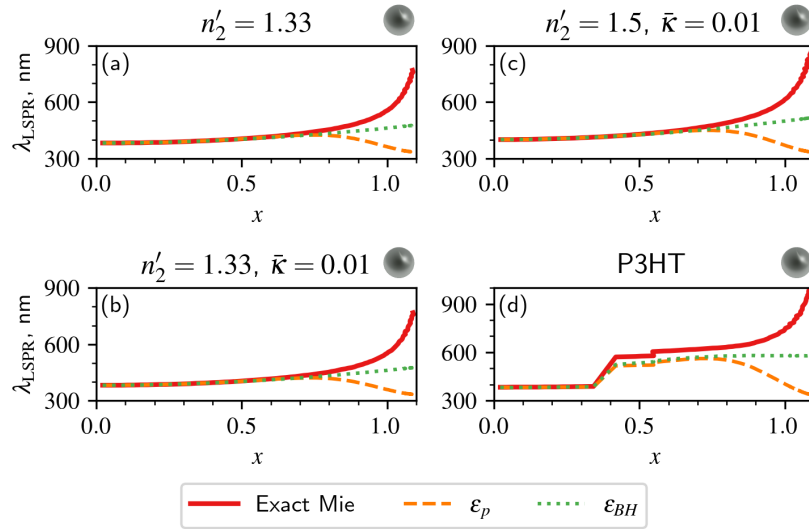 n′₂ = 1.33
(a)
λLSPR, nm
900
600
300
0.0 0.5 1.0
x
n′₂ = 1.5, κ̄ = 0.01
(c)
900
600
300
0.0 0.5 1.0
x
n′₂ = 1.33, κ̄ = 0.01
(b)
λLSPR, nm
900
600
300
0.0 0.5 1.0
x
P3HT
(d)
900
600
300
0.0 0.5 1.0
x
Exact Mie εp εBH